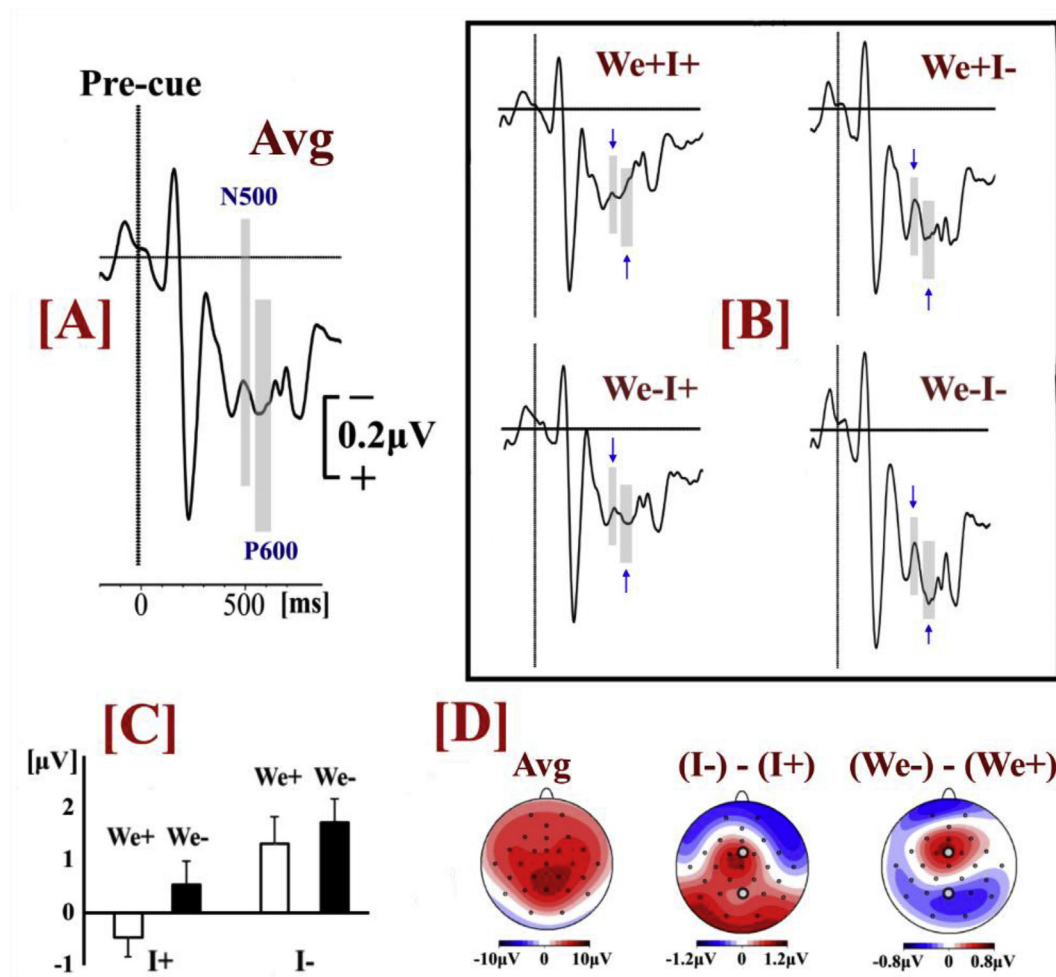 Pre-cue
Avg
N500
[A]
−
0.2μV
+
P600
0
500
[ms]
We+I+
We+I-
[B]
We-I+
We-I-
[C]
[μV]
2
1
0
-1
We+
We-
We+
We-
I+
I-
[D]
Avg
(I-) - (I+)
(We-) - (We+)
-10μV 0 10μV
-1.2μV 0 1.2μV
-0.8μV 0 0.8μV